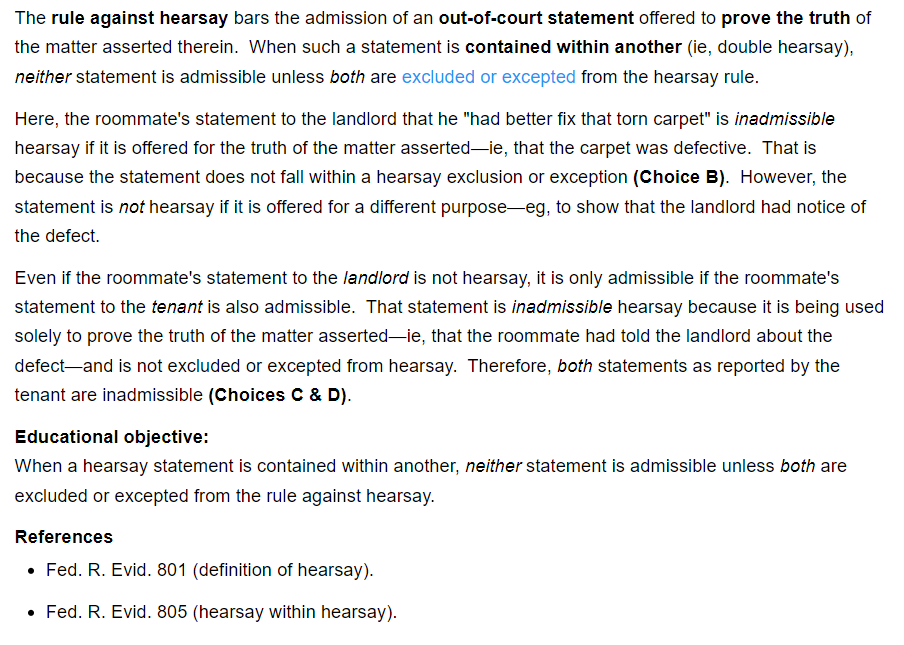 The rule against hearsay bars the admission of an out-of-court statement offered to prove the truth of
the matter asserted therein.  When such a statement is contained within another (ie, double hearsay),
neither statement is admissible unless both are excluded or excepted from the hearsay rule.
Here, the roommate's statement to the landlord that he "had better fix that torn carpet" is inadmissible
hearsay if it is offered for the truth of the matter asserted—ie, that the carpet was defective.  That is
because the statement does not fall within a hearsay exclusion or exception (Choice B).  However, the
statement is not hearsay if it is offered for a different purpose—eg, to show that the landlord had notice of
the defect.
Even if the roommate's statement to the landlord is not hearsay, it is only admissible if the roommate's
statement to the tenant is also admissible.  That statement is inadmissible hearsay because it is being used
solely to prove the truth of the matter asserted—ie, that the roommate had told the landlord about the
defect—and is not excluded or excepted from hearsay.  Therefore, both statements as reported by the
tenant are inadmissible (Choices C & D).
Educational objective:
When a hearsay statement is contained within another, neither statement is admissible unless both are
excluded or excepted from the rule against hearsay.
References
• Fed. R. Evid. 801 (definition of hearsay).
• Fed. R. Evid. 805 (hearsay within hearsay).